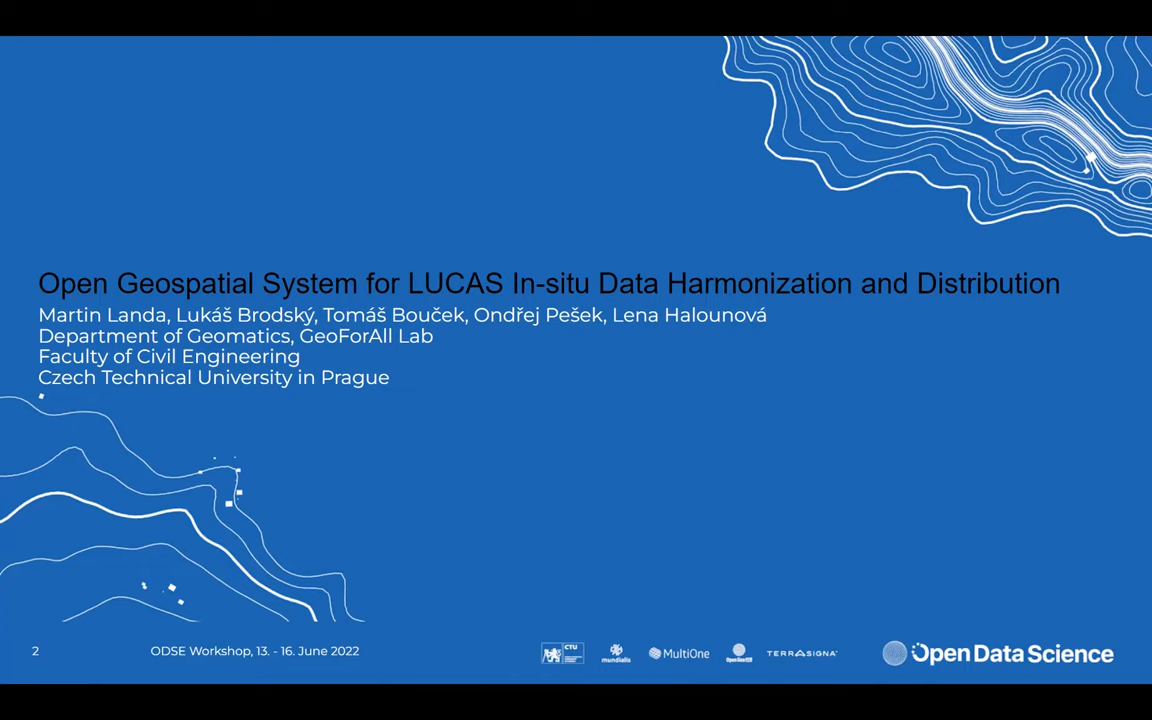 Open Geospatial System for LUCAS In-situ Data Harmonization and Distribution
Martin Landa, Lukáš Brodský, Tomáš Bouček, Ondřej Pešek, Lena Halounová
Department of Geomatics, GeoForAll Lab
Faculty of Civil Engineering
Czech Technical University in Prague
2
ODSE Workshop, 13. - 16. June 2022
CTU
mundialis
MultiOne
TERRASIGNA
Open Data Science